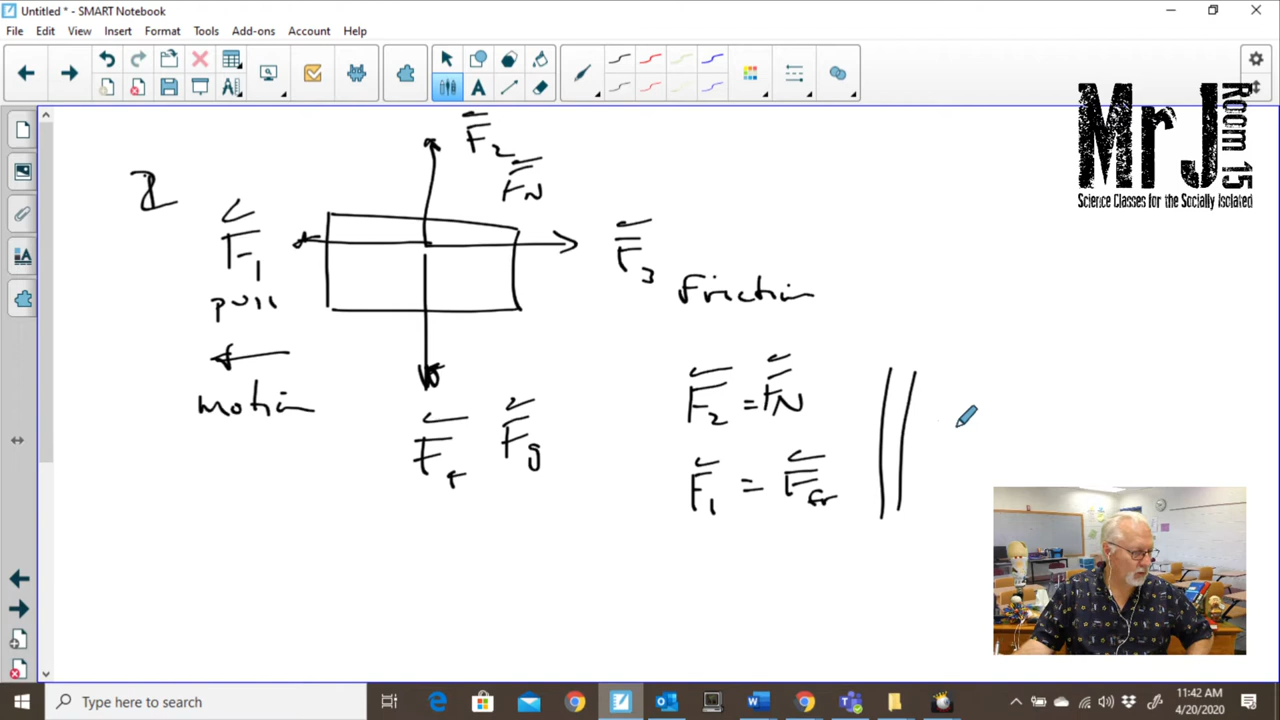 Untitled * - SMART Notebook
File Edit View Insert Format Tools Add-ons Account Help
Mr J
Room 15
Science Classes for the Socially Isolated
F2
FN
2
F1
pull
F3
Friction
motion
F4 Fg
F2 = FN
F1 = Ffr
Type here to search
11:42 AM
4/20/2020